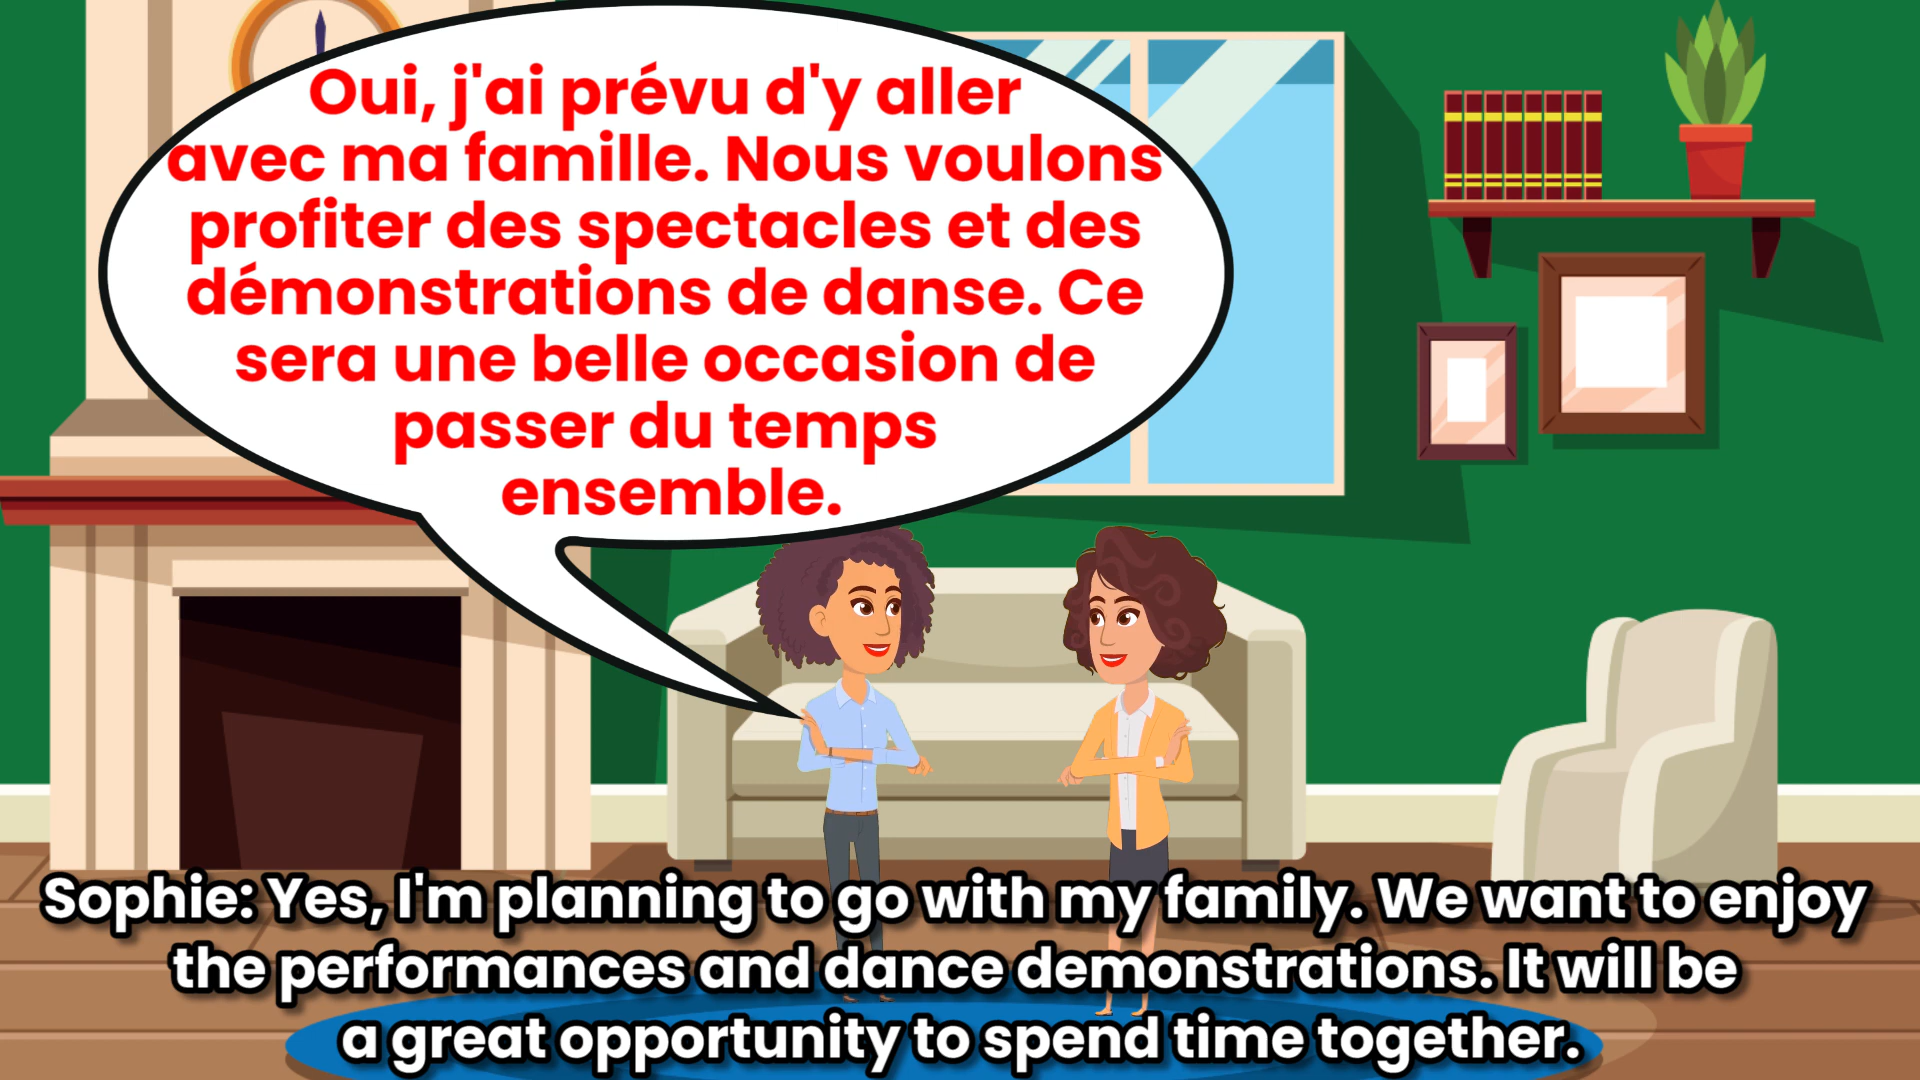 Oui, j'ai prévu d'y aller
avec ma famille. Nous voulons
profiter des spectacles et des
démonstrations de danse. Ce
sera une belle occasion de
passer du temps
ensemble.
Sophie: Yes, I'm planning to go with my family. We want to enjoy
the performances and dance demonstrations. It will be
a great opportunity to spend time together.